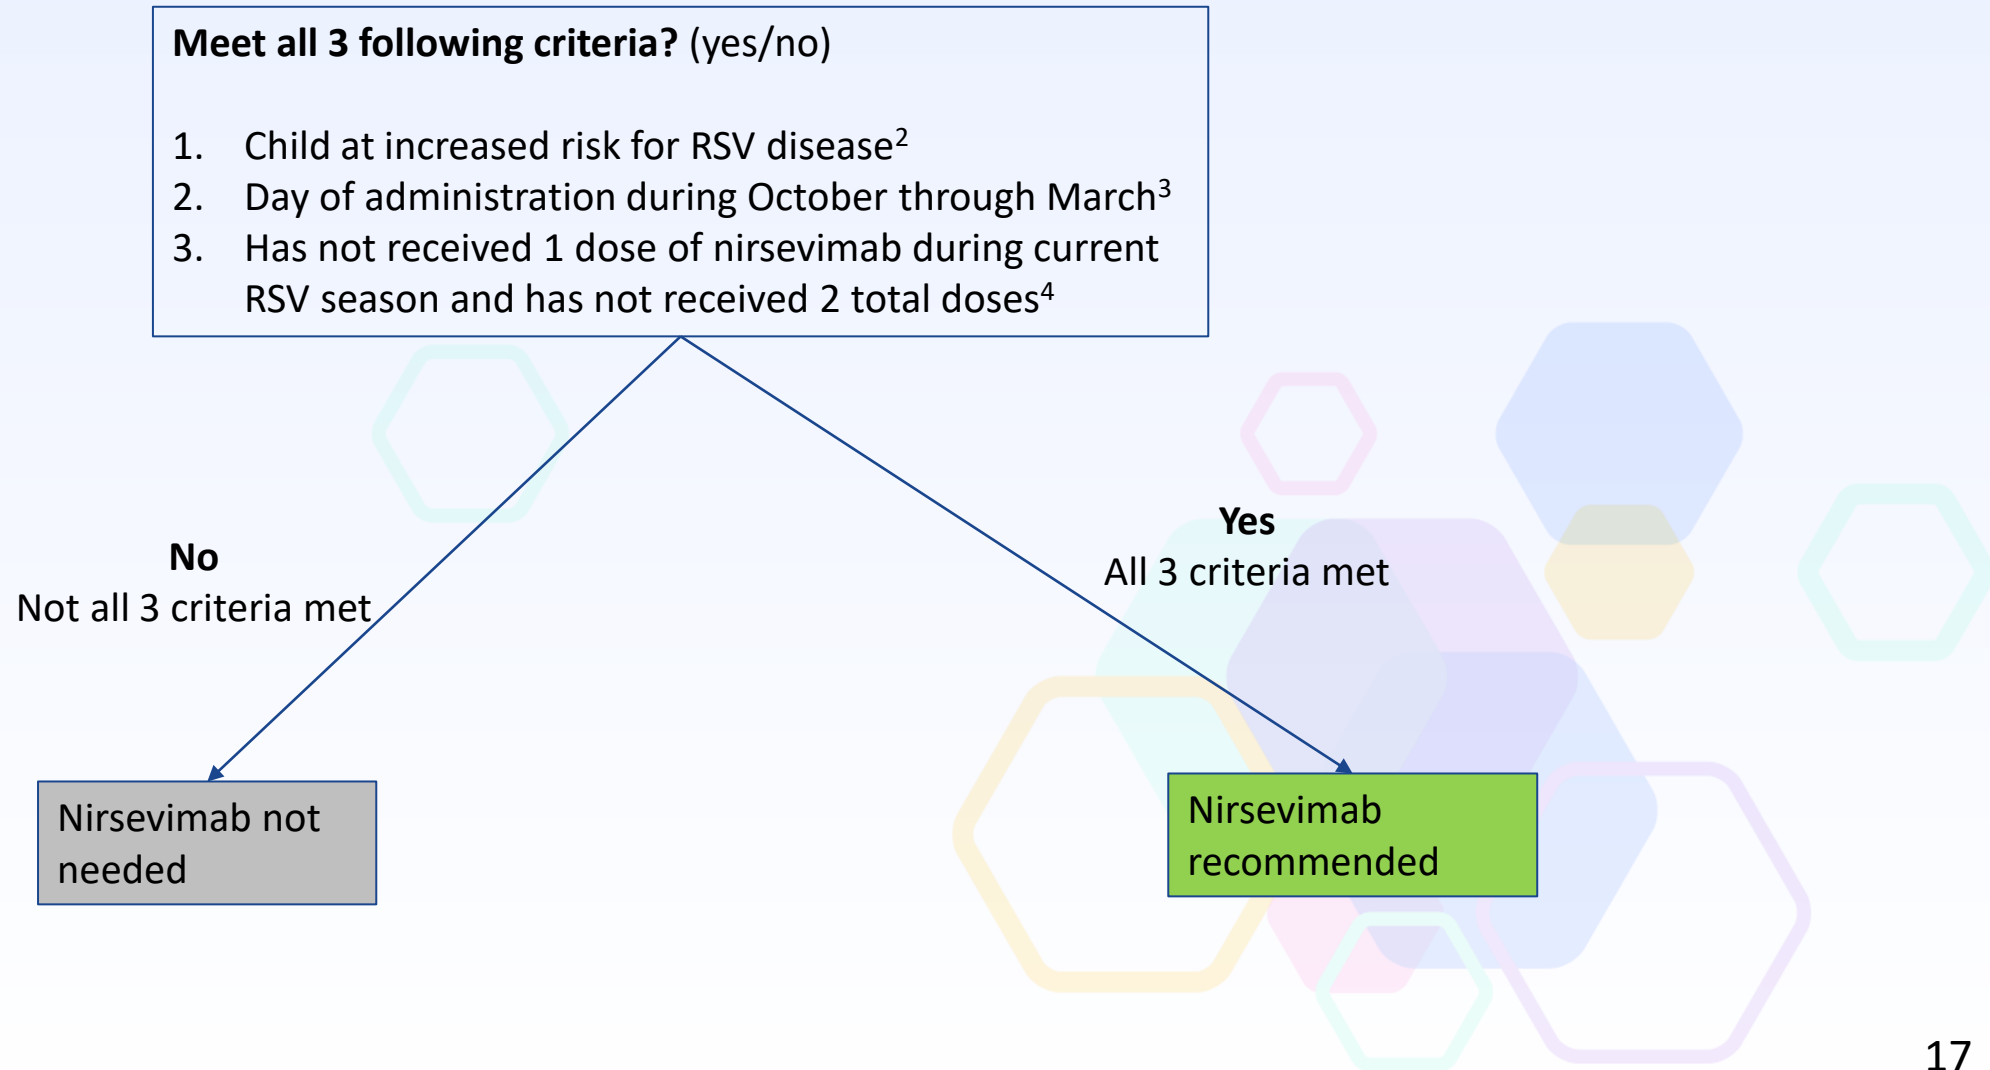 Meet all 3 following criteria? (yes/no)
1. Child at increased risk for RSV disease²
2. Day of administration during October through March³
3. Has not received 1 dose of nirsevimab during current
RSV season and has not received 2 total doses⁴
No
Not all 3 criteria met
Yes
All 3 criteria met
Nirsevimab not
needed
Nirsevimab
recommended
17